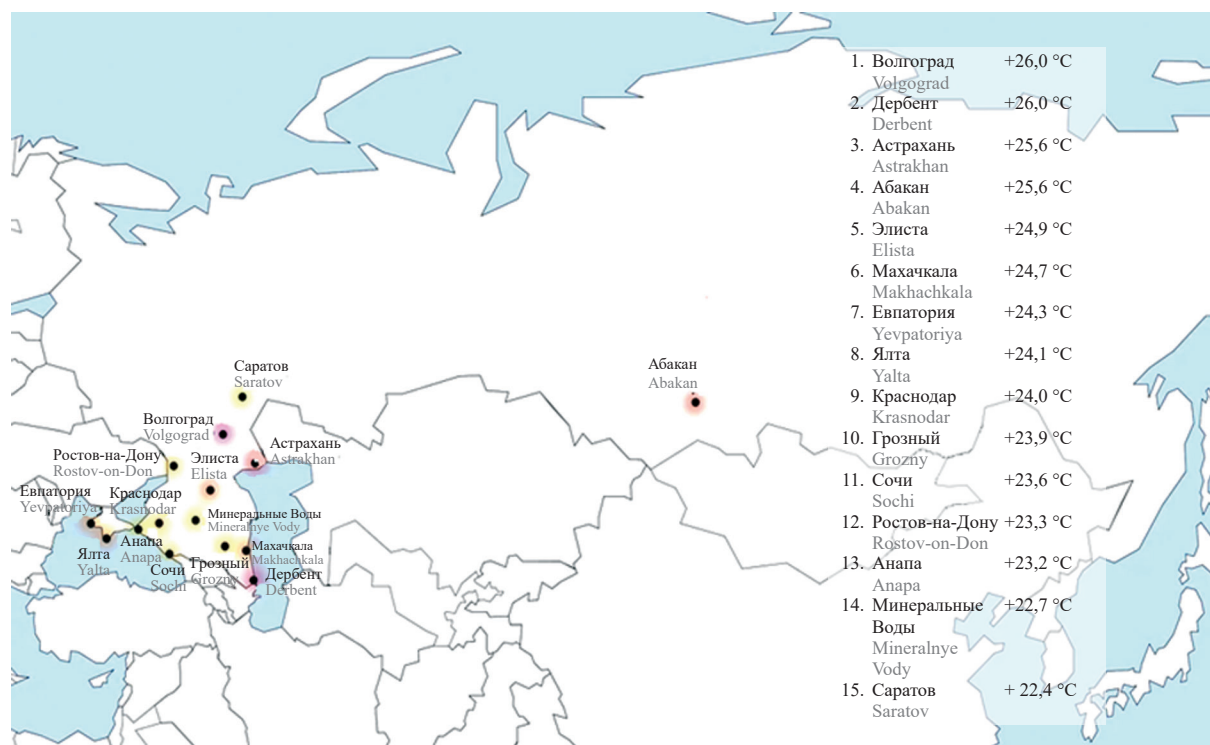 1. Волгоград +26,0 °C
Volgograd
2. Дербент +26,0 °C
Derbent
3. Астрахань +25,6 °C
Astrakhan
4. Абакан +25,6 °C
Abakan
5. Элиста +24,9 °C
Elista
6. Махачкала +24,7 °C
Makhachkala
7. Евпатория +24,3 °C
Yevpatoriya
8. Ялта +24,1 °C
Yalta
9. Краснодар +24,0 °C
Krasnodar
10. Грозный +23,9 °C
Grozny
11. Сочи +23,6 °C
Sochi
12. Ростов-на-Дону +23,3 °C
Rostov-on-Don
13. Анапа +23,2 °C
Anapa
14. Минеральные +22,7 °C
Воды
Mineralnye
Vody
15. Саратов + 22,4 °C
Saratov
Абакан
Abakan
Саратов
Saratov
Волгоград
Volgograd
Астрахань
Astrakhan
Ростов-на-Дону
Rostov-on-Don
Элиста
Elista
Евпатория
Yevpatoriya
Краснодар
Krasnodar
Минеральные Воды
Mineralnye Vody
Анапа
Anapa
Ялта
Yalta
Сочи
Sochi
Грозный
Grozny
Махачкала
Makhachkala
Дербент
Derbent